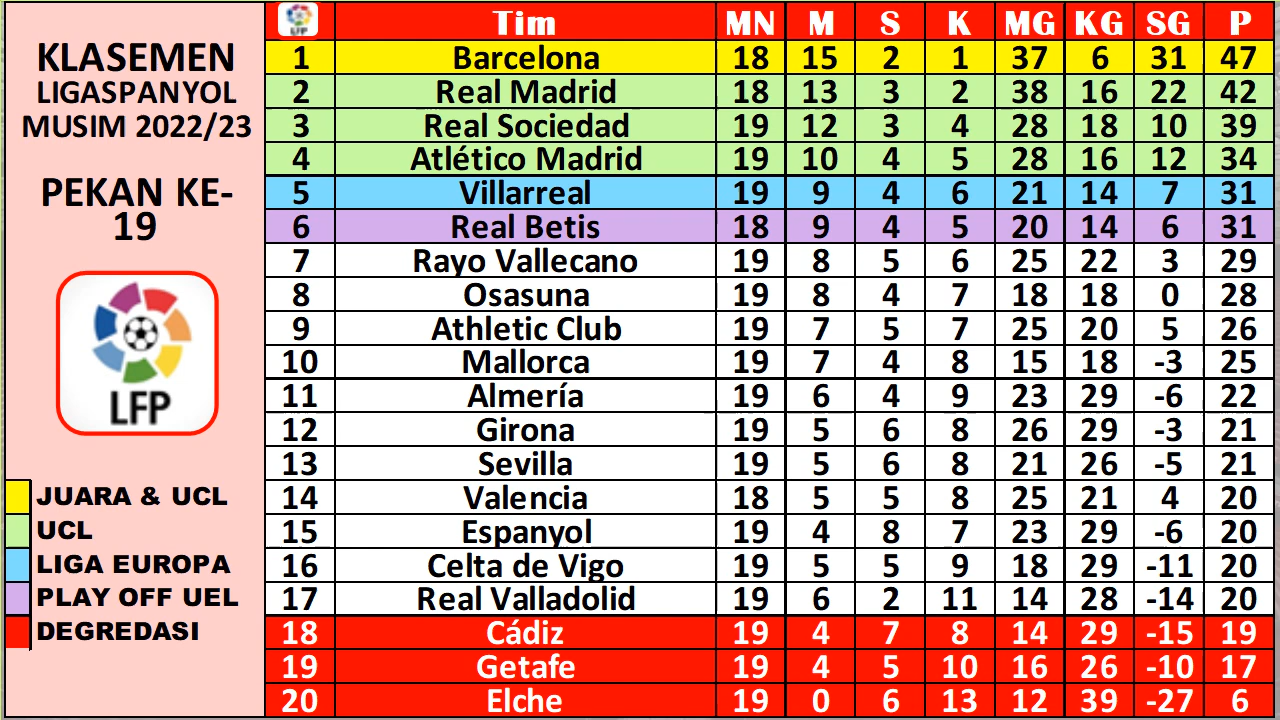 KLASEMEN
LIGASPANYOL
MUSIM 2022/23
PEKAN KE-
19
LFP
JUARA & UCL
UCL
LIGA EUROPA
PLAY OFF UEL
DEGREDASI
LFP Tim MN M S K MG KG SG P
1 Barcelona 18 15 2 1 37 6 31 47
2 Real Madrid 18 13 3 2 38 16 22 42
3 Real Sociedad 19 12 3 4 28 18 10 39
4 Atlético Madrid 19 10 4 5 28 16 12 34
5 Villarreal 19 9 4 6 21 14 7 31
6 Real Betis 18 9 4 5 20 14 6 31
7 Rayo Vallecano 19 8 5 6 25 22 3 29
8 Osasuna 19 8 4 7 18 18 0 28
9 Athletic Club 19 7 5 7 25 20 5 26
10 Mallorca 19 7 4 8 15 18 -3 25
11 Almería 19 6 4 9 23 29 -6 22
12 Girona 19 5 6 8 26 29 -3 21
13 Sevilla 19 5 6 8 21 26 -5 21
14 Valencia 18 5 5 8 25 21 4 20
15 Espanyol 19 4 8 7 23 29 -6 20
16 Celta de Vigo 19 5 5 9 18 29 -11 20
17 Real Valladolid 19 6 2 11 14 28 -14 20
18 Cádiz 19 4 7 8 14 29 -15 19
19 Getafe 19 4 5 10 16 26 -10 17
20 Elche 19 0 6 13 12 39 -27 6